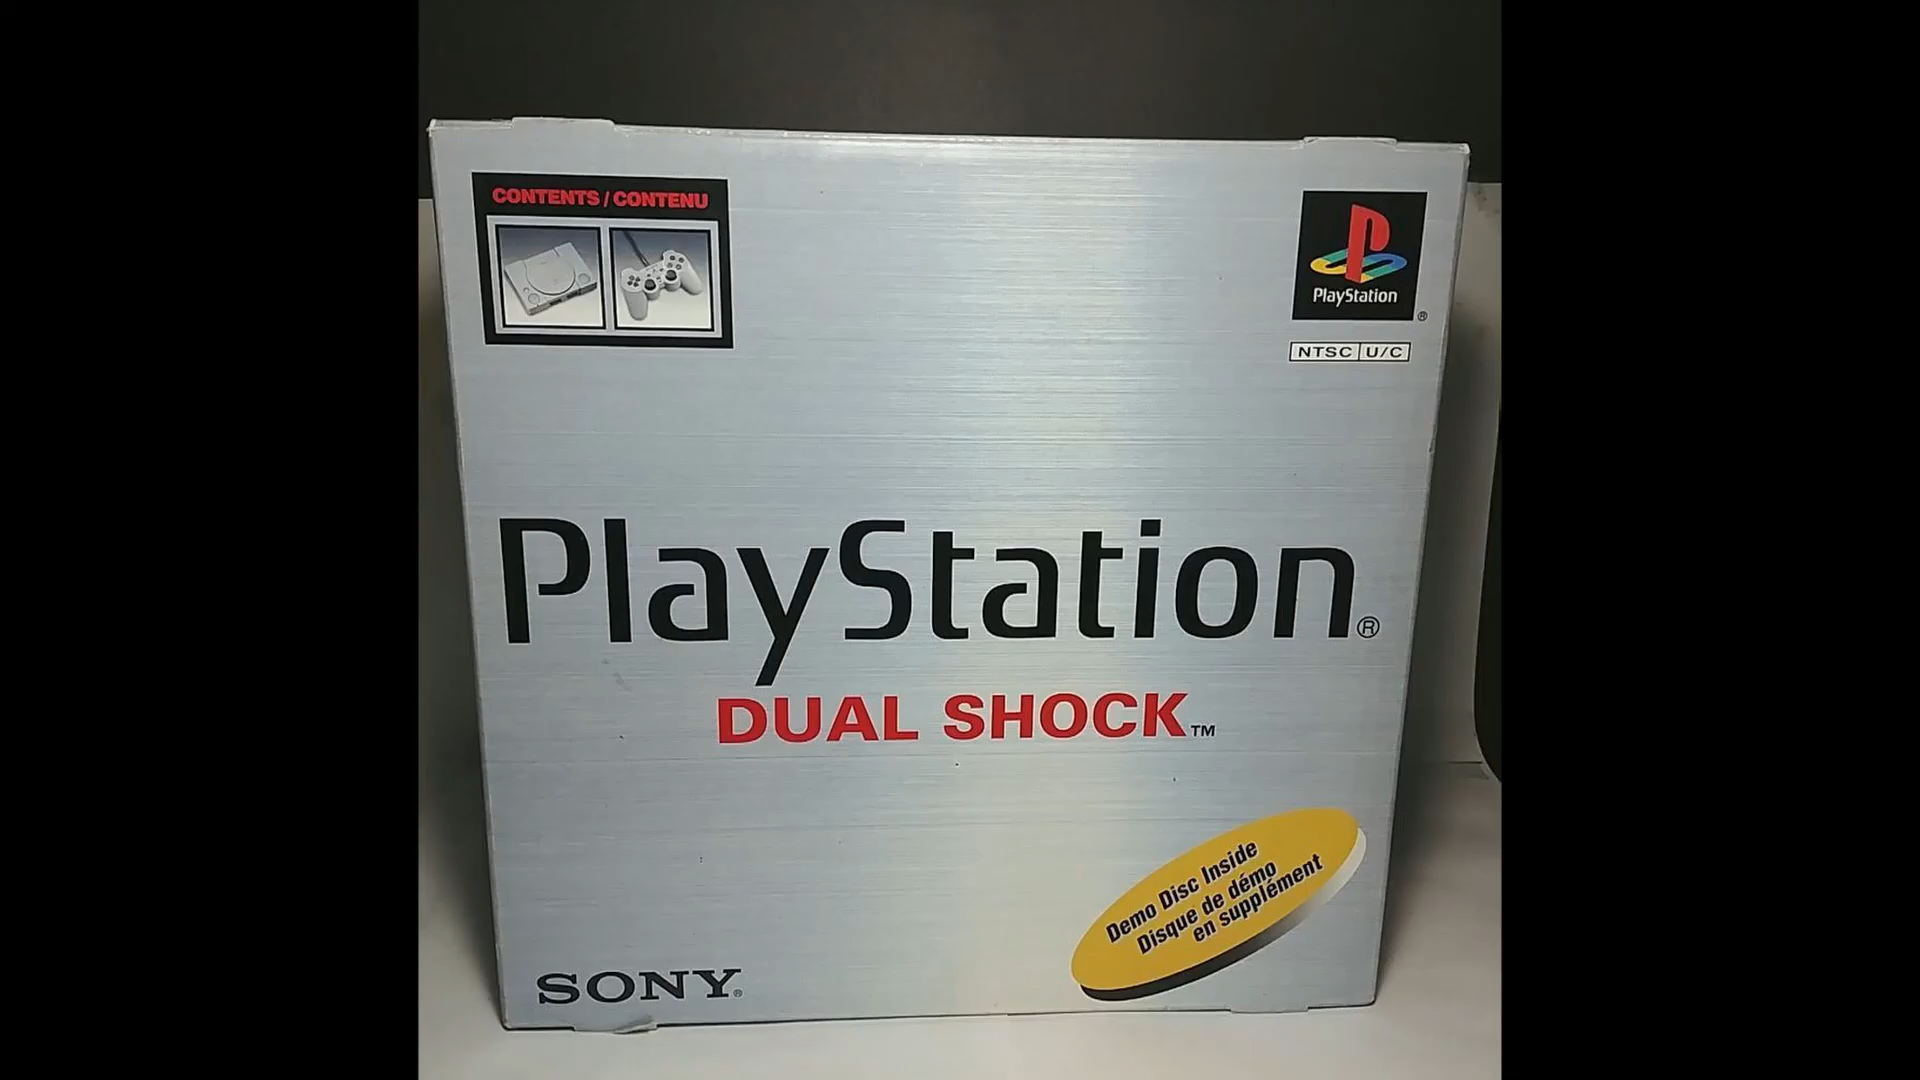 CONTENTS / CONTENU
PlayStation
®
NTSC U/C
PlayStation®
DUAL SHOCK™
Demo Disc Inside
Disque de démo
en supplément
SONY®